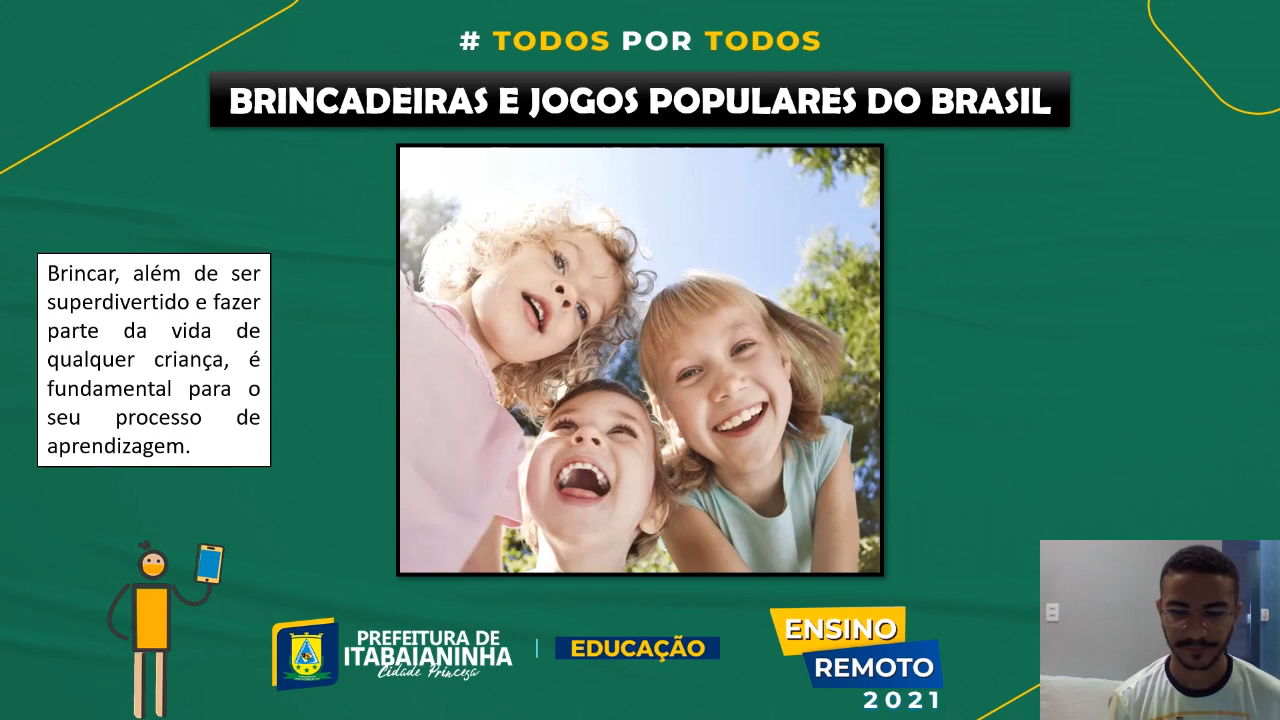 # TODOS POR TODOS
BRINCADEIRAS E JOGOS POPULARES DO BRASIL
Brincar, além de ser
superdivertido e fazer
parte da vida de
qualquer criança, é
fundamental para o
seu processo de
aprendizagem.
PREFEITURA DE
ITABAIANINHA
Cidade Princesa
EDUCAÇÃO
ENSINO
REMOTO
2021